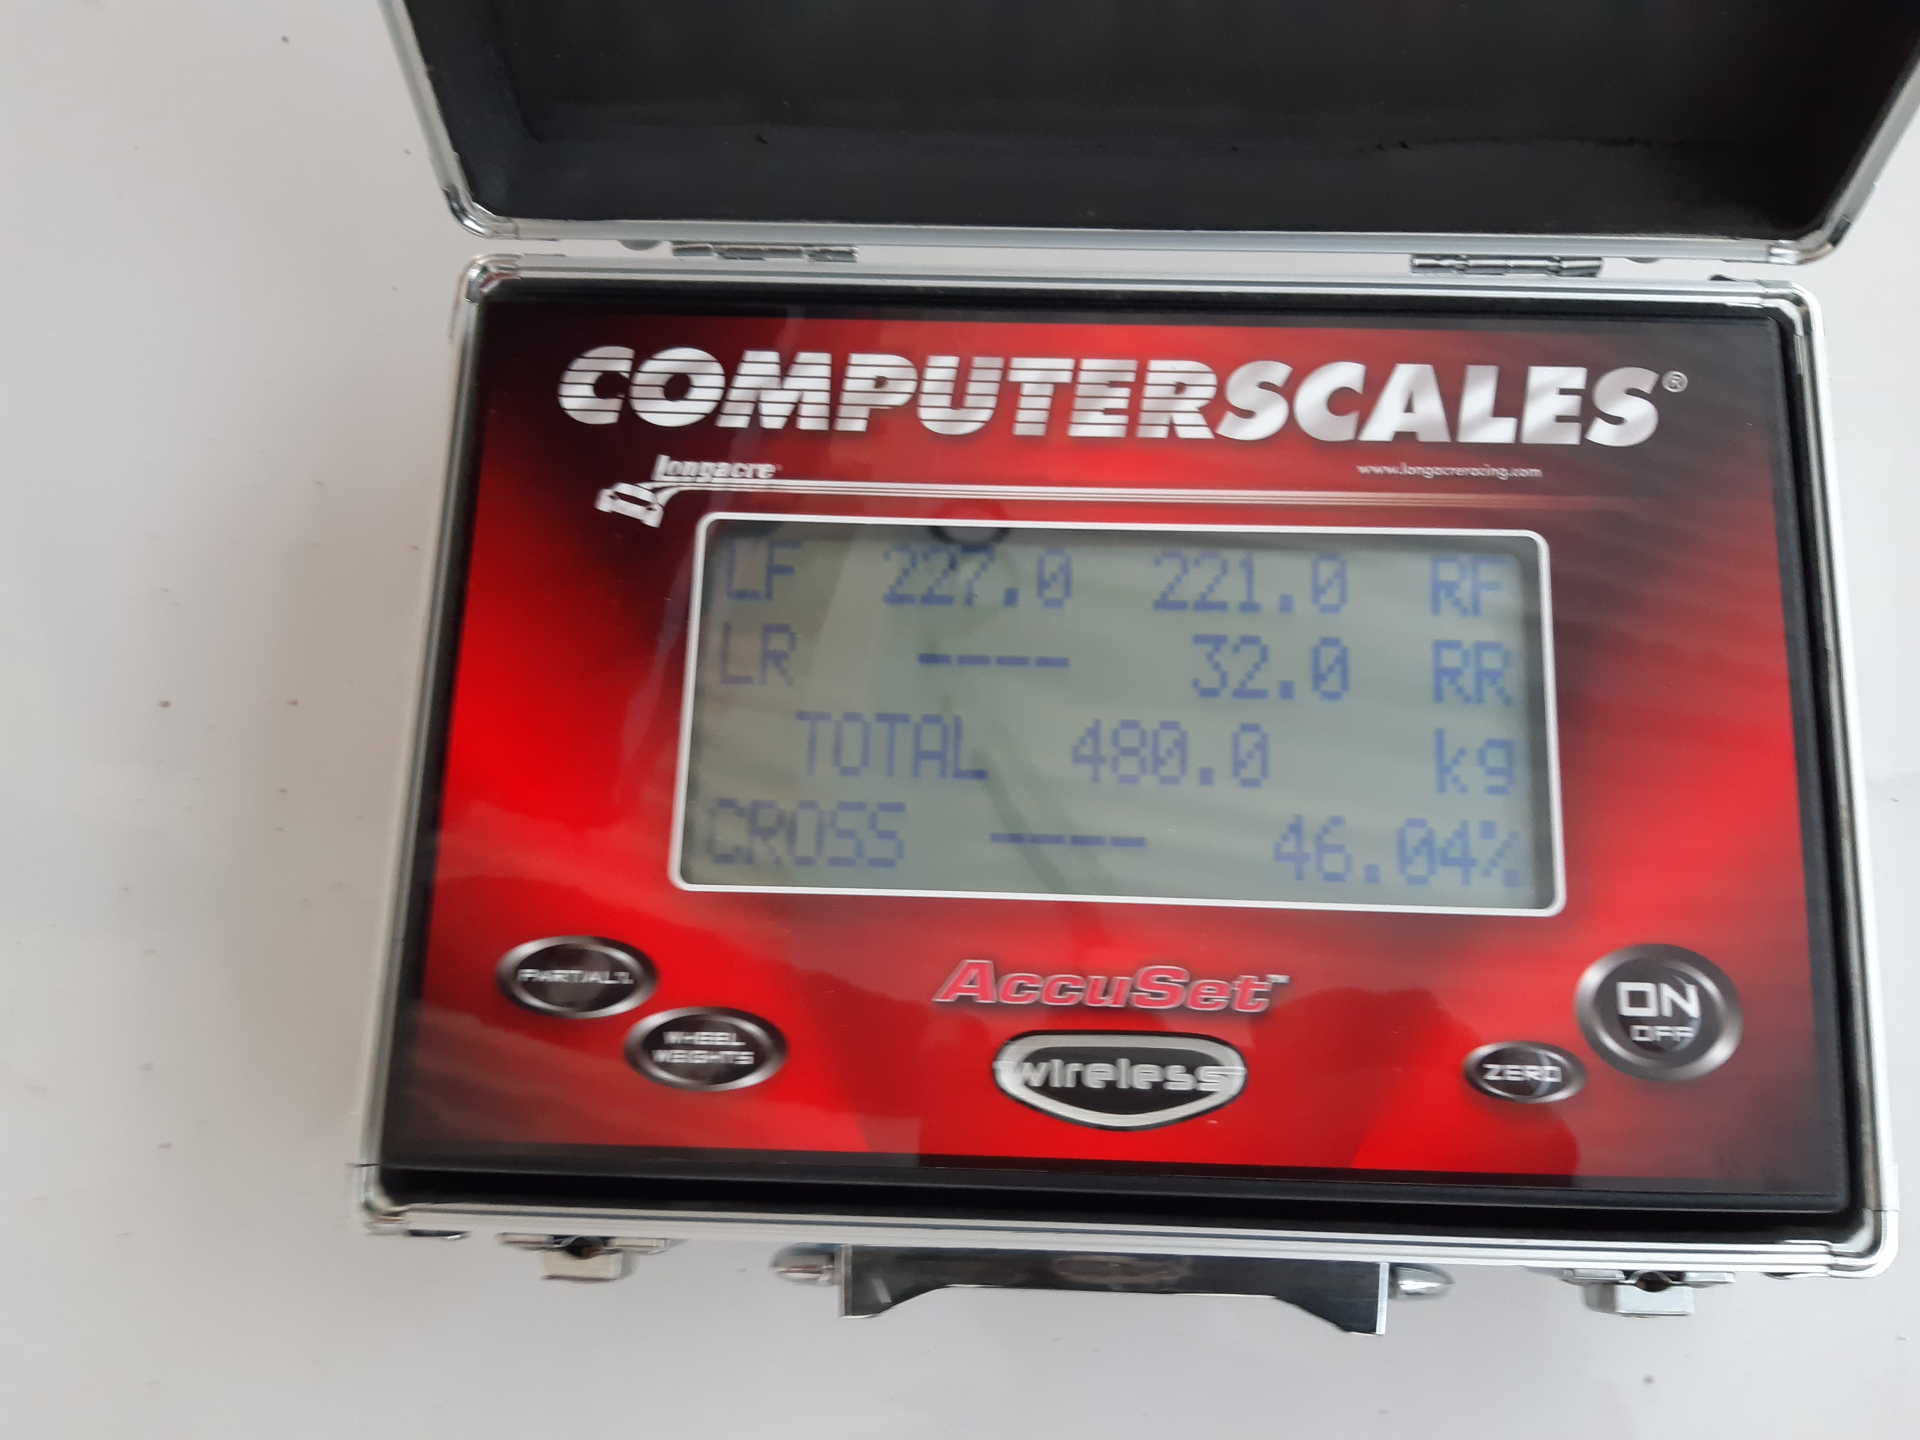 COMPUTERSCALES®
longacre
www.longacreracing.com
LF 227.0 221.0 RF
LR ---- 32.0 RR
TOTAL 480.0 kg
CROSS ---- 46.04%
PARTIAL%
WHEEL
WEIGHTS
AccuSet™
wireless
ZERO
ON
OFF